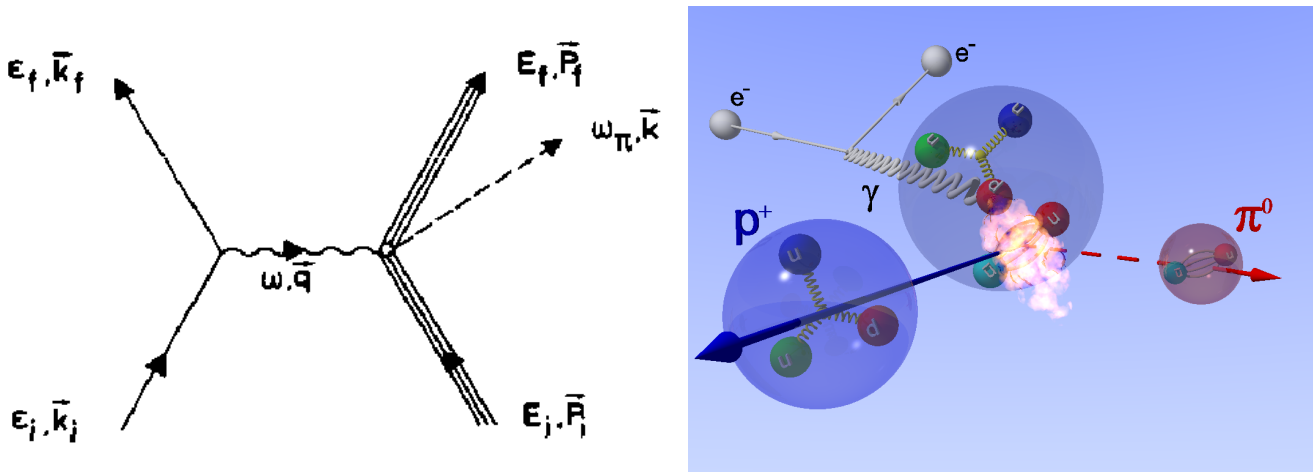 ε_f, k⃗_f
E_f, P⃗_f
ω_π, k⃗
ω, q⃗
ε_i, k⃗_i
E_i, P⃗_i
e⁻
e⁻
u
u
d
u
γ
p⁺
π⁰
u
d
u